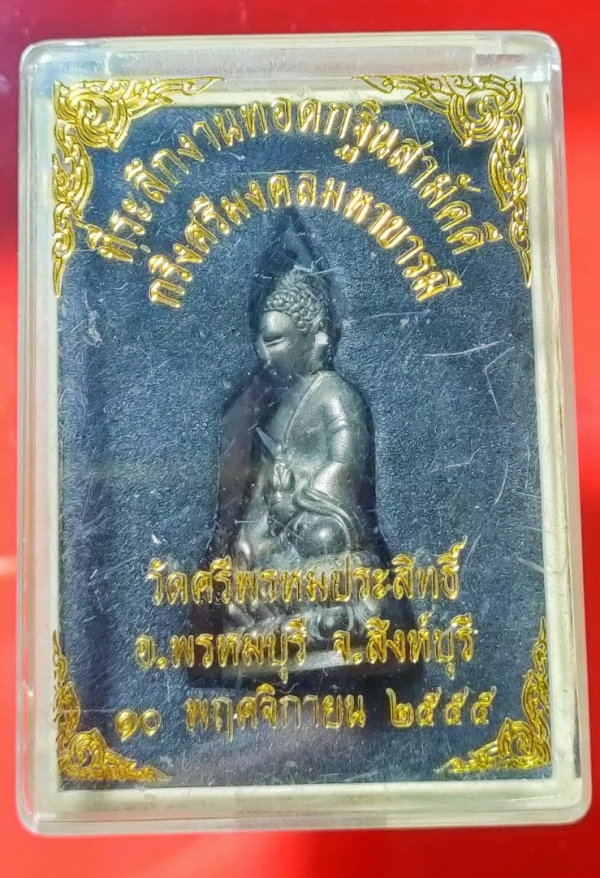 ที่ระลึกงานทอดกฐินสามัคคี
กริ่งศรีมงคลมหาบารมี
วัดศรีพรหมประสิทธิ์
อ.พรหมบุรี จ.สิงห์บุรี
๑๐ พฤศจิกายน ๒๕๕๕